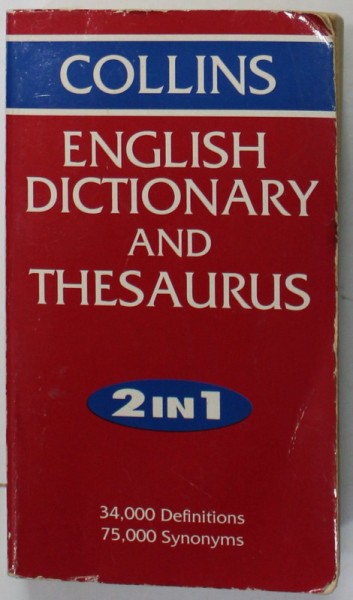 COLLINS
ENGLISH
DICTIONARY
AND
THESAURUS
2 IN 1
34,000 Definitions
75,000 Synonyms